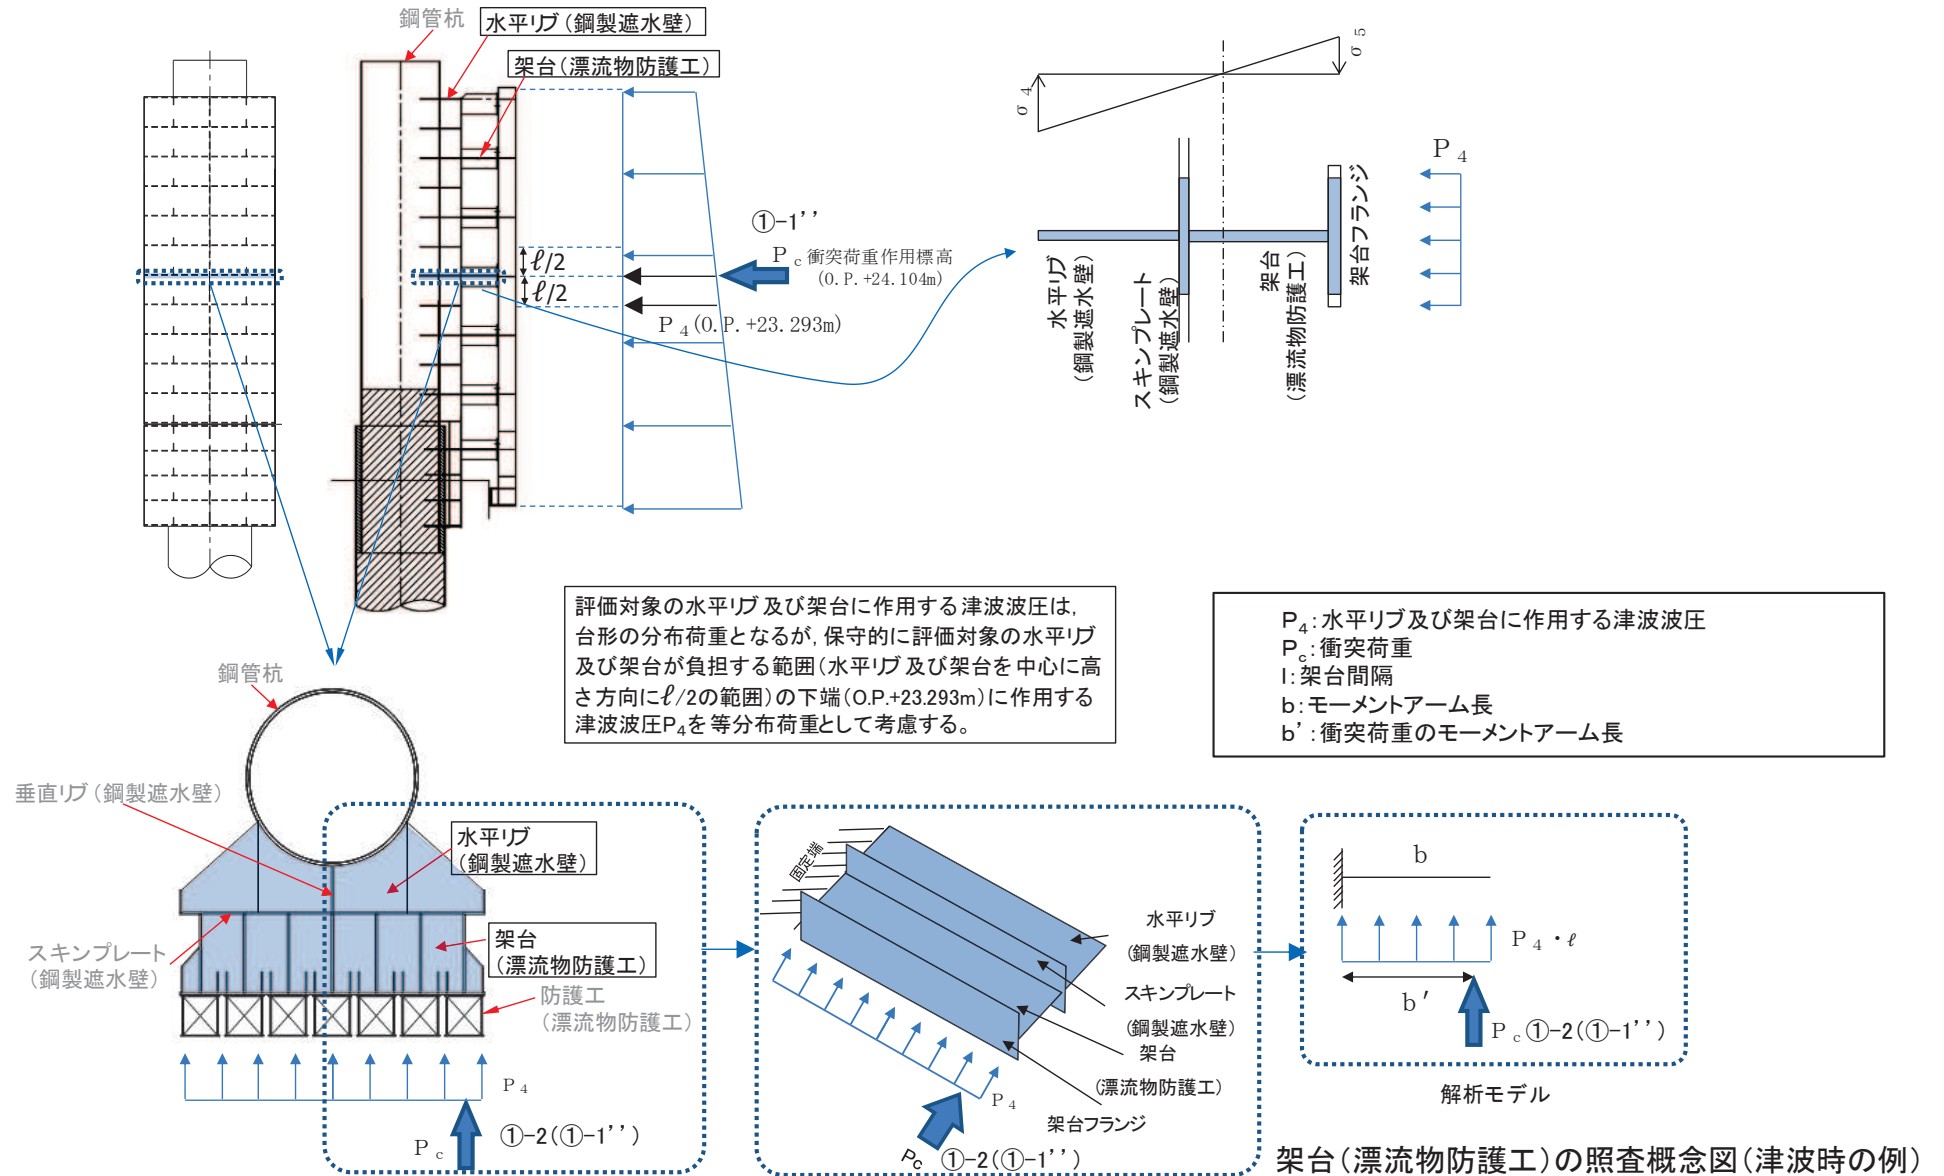 鋼管杭
水平リブ(鋼製遮水壁)
架台(漂流物防護工)
ℓ/2
ℓ/2
①-1’’
Ｐc 衝突荷重作用標高
(O.P.+24.104m)
Ｐ4(O.P.+23.293m)
σ4
σ5
Ｐ4
水平リブ
(鋼製遮水壁)
スキンプレート
(鋼製遮水壁)
架台
(漂流物防護工)
架台フランジ
評価対象の水平リブ及び架台に作用する津波波圧は,
台形の分布荷重となるが,保守的に評価対象の水平リブ
及び架台が負担する範囲(水平リブ及び架台を中心に高
さ方向にℓ/2の範囲)の下端(O.P.+23.293m)に作用する
津波波圧P4を等分布荷重として考慮する。
P4:水平リブ及び架台に作用する津波波圧
Pc:衝突荷重
l:架台間隔
b:モーメントアーム長
b’:衝突荷重のモーメントアーム長
鋼管杭
垂直リブ(鋼製遮水壁)
水平リブ
(鋼製遮水壁)
スキンプレート
(鋼製遮水壁)
架台
(漂流物防護工)
防護工
(漂流物防護工)
Ｐ4
Ｐc
①-2(①-1’’)
固定端
水平リブ
(鋼製遮水壁)
スキンプレート
(鋼製遮水壁)
架台
(漂流物防護工)
架台フランジ
Ｐ4
Pc
①-2(①-1’’)
b
Ｐ4・ℓ
b′
Ｐc①-2(①-1’’)
解析モデル
架台(漂流物防護工)の照査概念図(津波時の例)